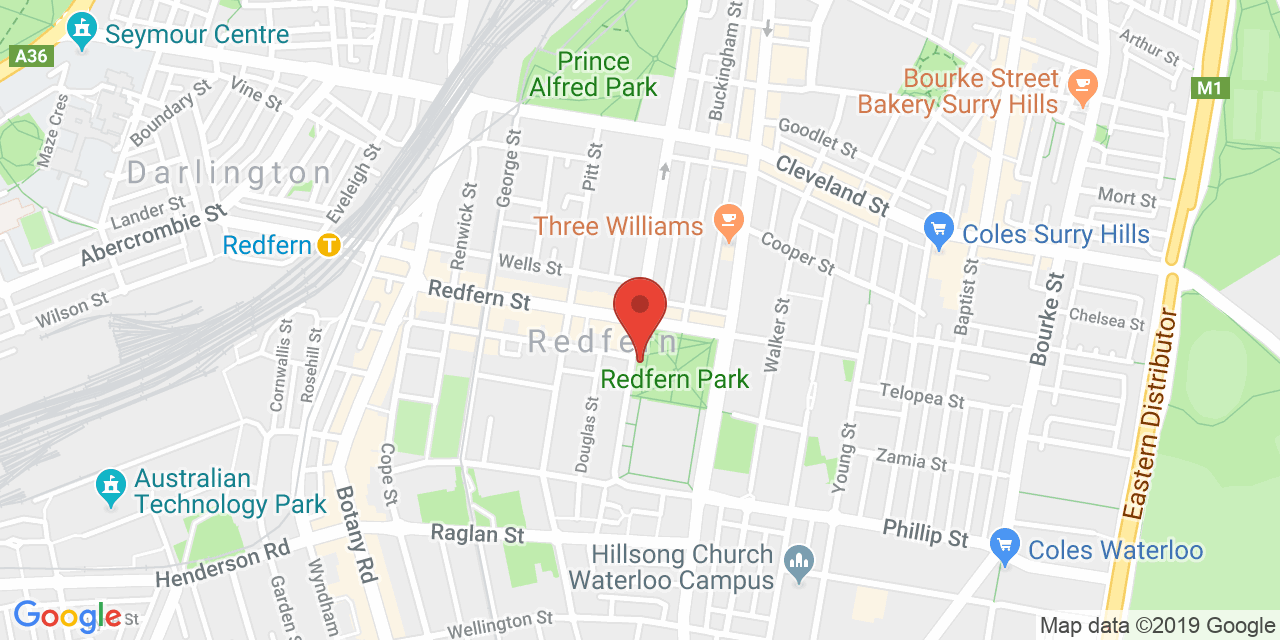 Seymour Centre
A36
Prince
Alfred Park
Buckingham St
Arthur St
Bourke Street
Bakery Surry Hills
M1
Vine St
Boundary St
Maze Cres
Goodlet St
Darlington
Eveleigh St
George St
Pitt St
Cleveland St
Mort St
Lander St
Abercrombie St
Renwick St
Redfern
T
Three Williams
Coles Surry Hills
Cooper St
Wells St
Baptist St
Bourke St
Wilson St
Redfern St
Chelsea St
Walker St
Redfern
Cornwallis St
Rosehill St
Redfern Park
Telopea St
Eastern Distributor
Douglas St
Young St
Zamia St
Cope St
Australian
Technology Park
Botany Rd
Raglan St
Phillip St
Henderson Rd
Hillsong Church
Waterloo Campus
Coles Waterloo
Garden St
Wyndham
Wellington St
Google
St
Map data ©2019 Google